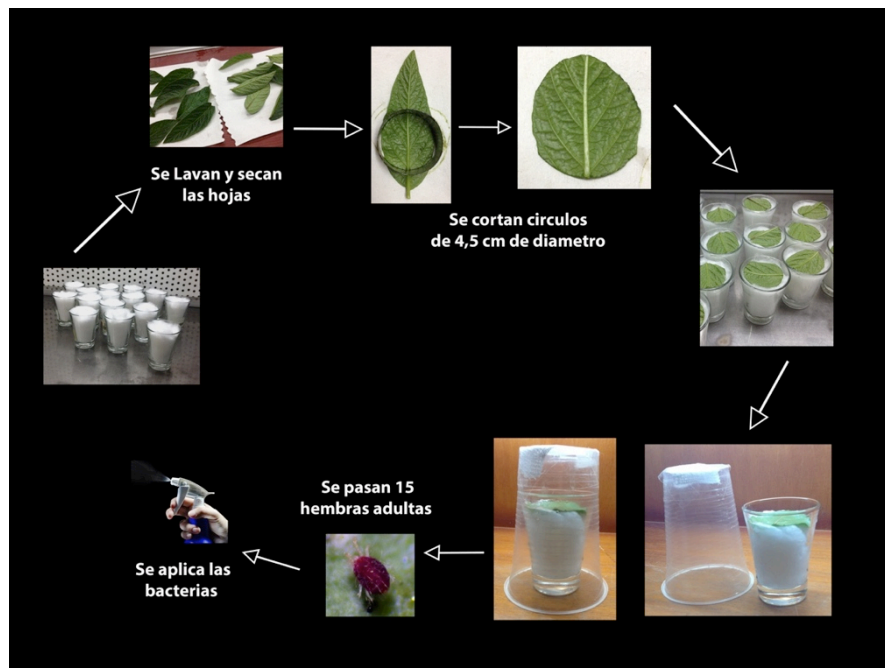 Se Lavan y secan
las hojas
Se cortan circulos
de 4,5 cm de diametro
Se pasan 15
hembras adultas
Se aplica las
bacterias